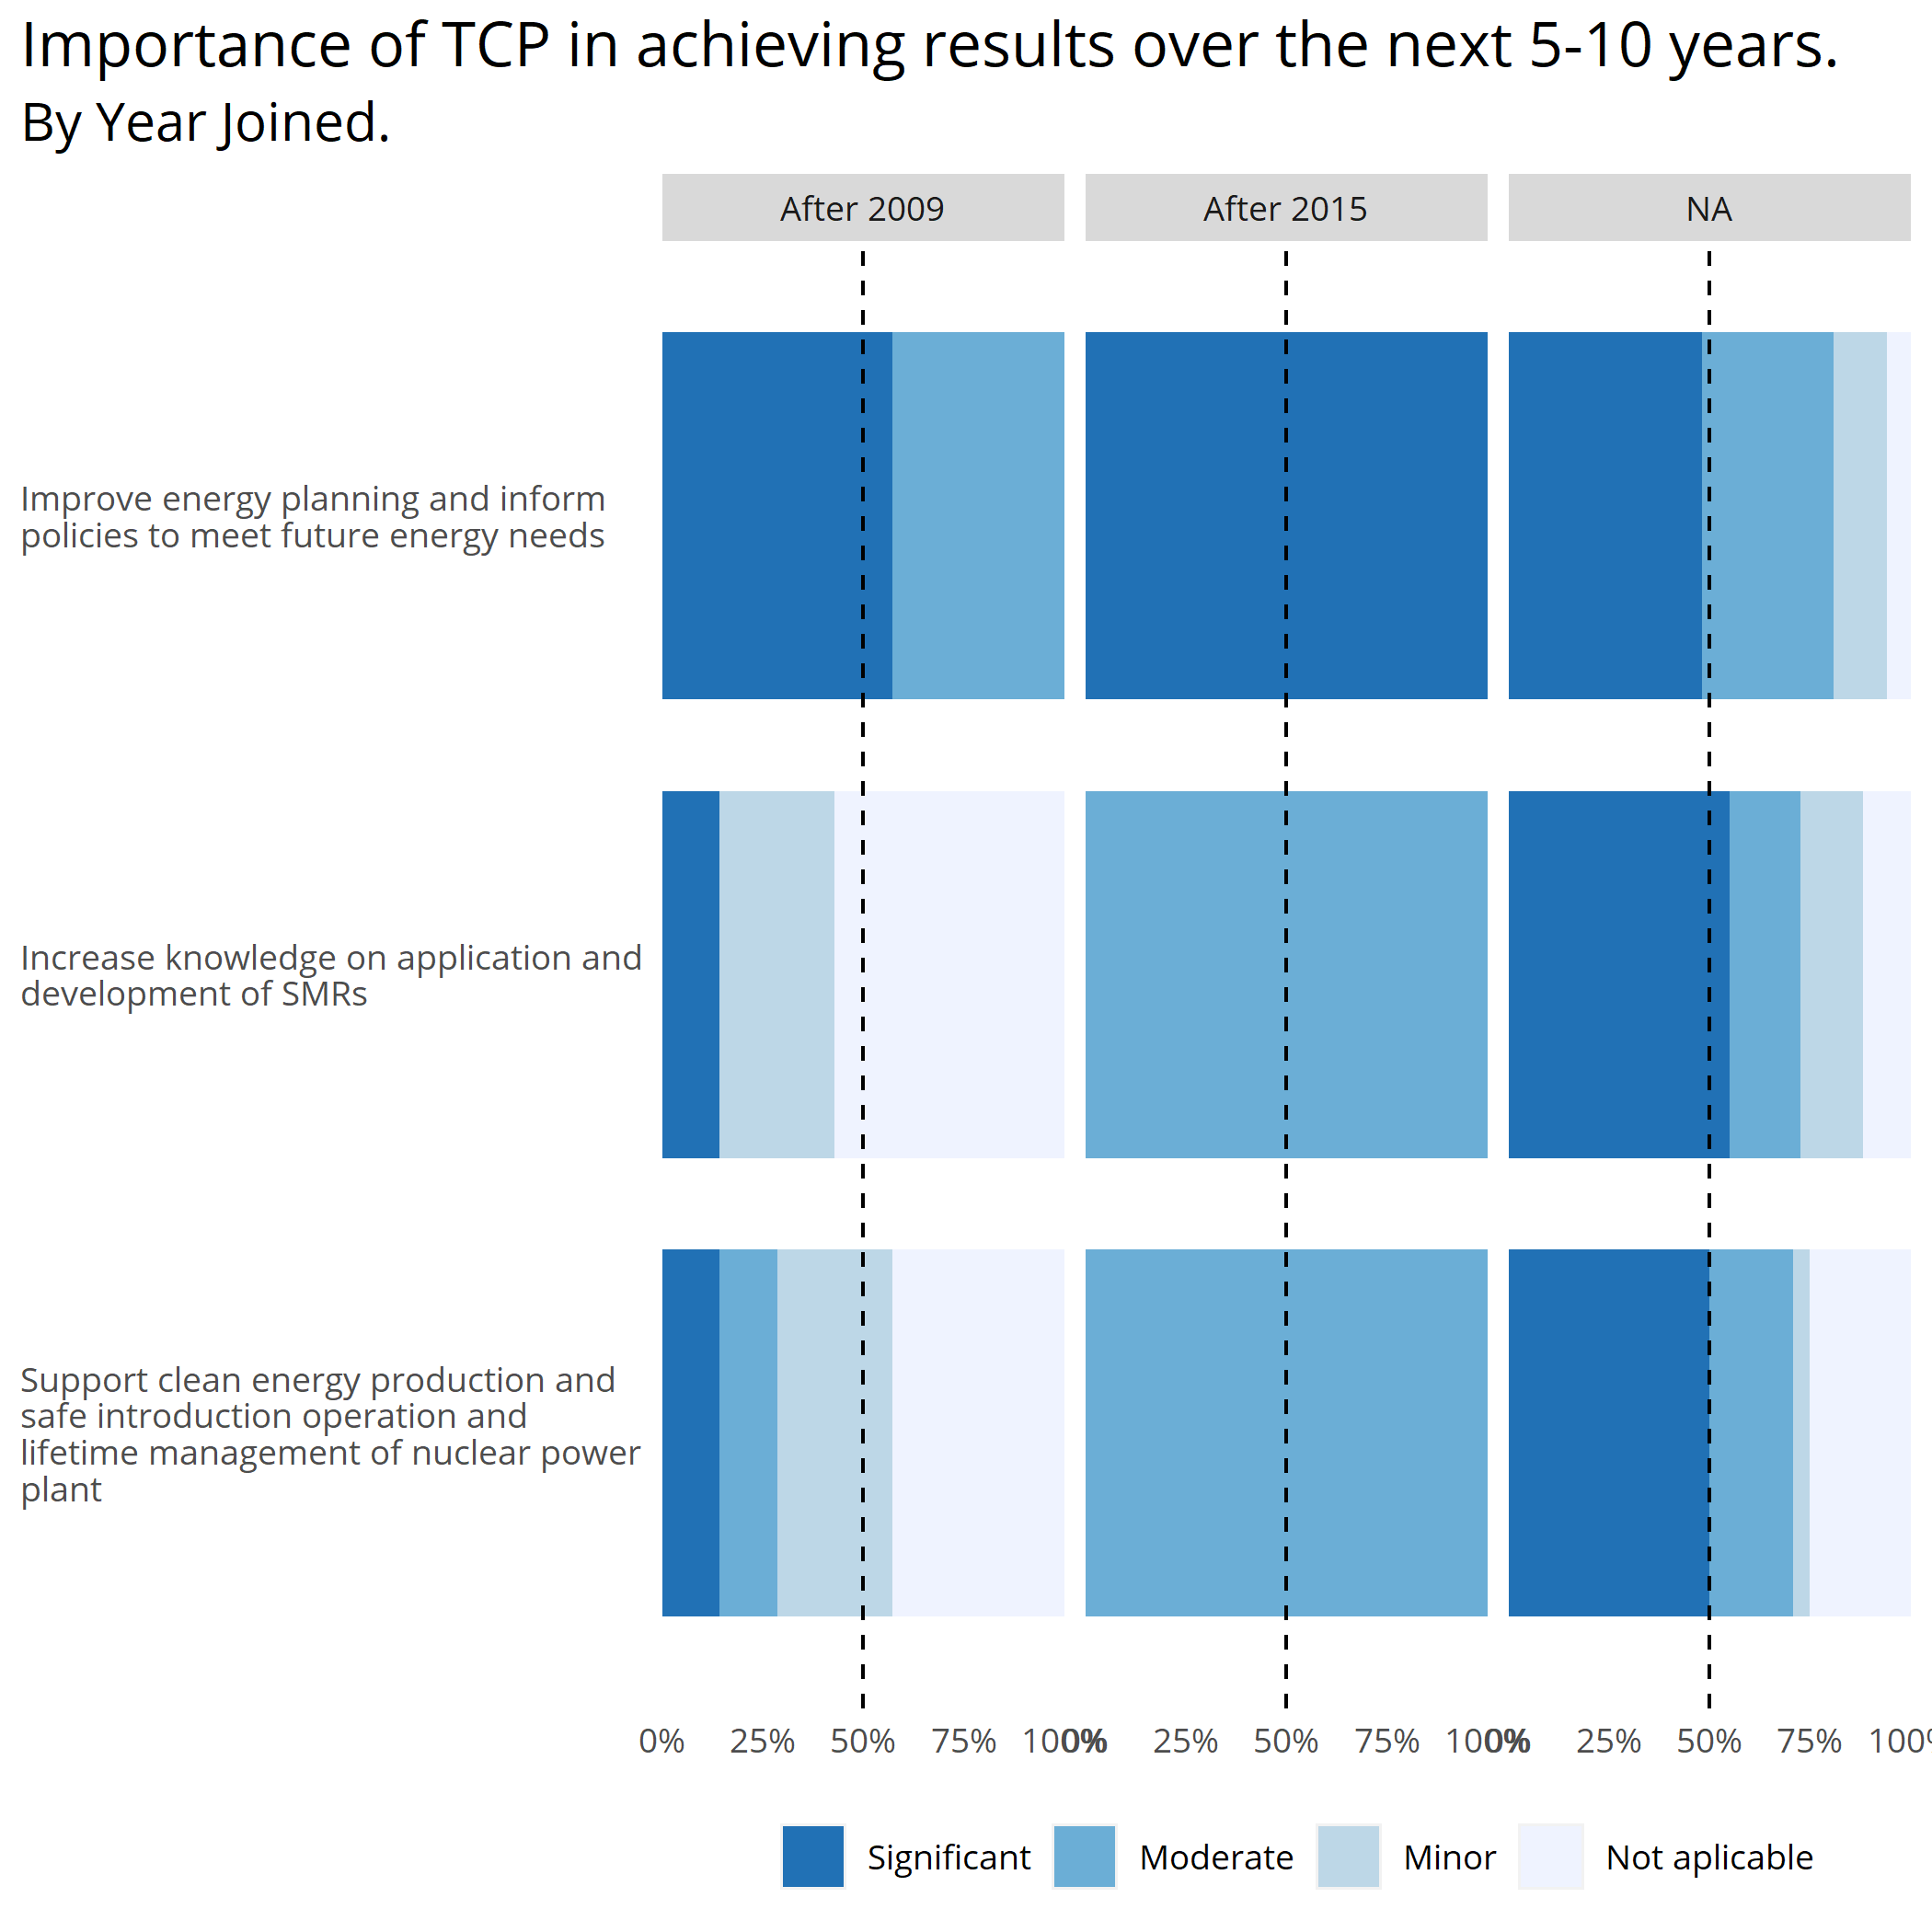 Importance of TCP in achieving results over the next 5-10 years.
By Year Joined.
After 2009 After 2015 NA
Improve energy planning and inform
policies to meet future energy needs
Increase knowledge on application and
development of SMRs
Support clean energy production and
safe introduction operation and
lifetime management of nuclear power
plant
0% 25% 50% 75% 100% 0% 25% 50% 75% 100% 0% 25% 50% 75% 100%
Significant Moderate Minor Not aplicable